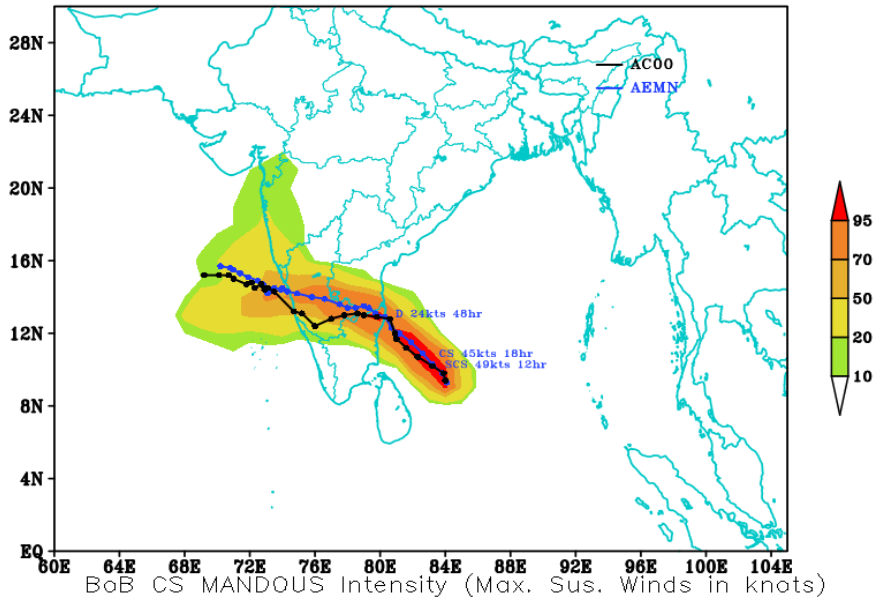 28N
24N
20N
16N
12N
8N
4N
EQ
60E 64E 68E 72E 76E 80E 84E 88E 92E 96E 100E 104E
AC00
AEMN
D 24kts 48hr
CS 45kts 18hr
SCS 49kts 12hr
95
70
50
20
10
BoB CS MANDOUS Intensity (Max. Sus. Winds in knots)